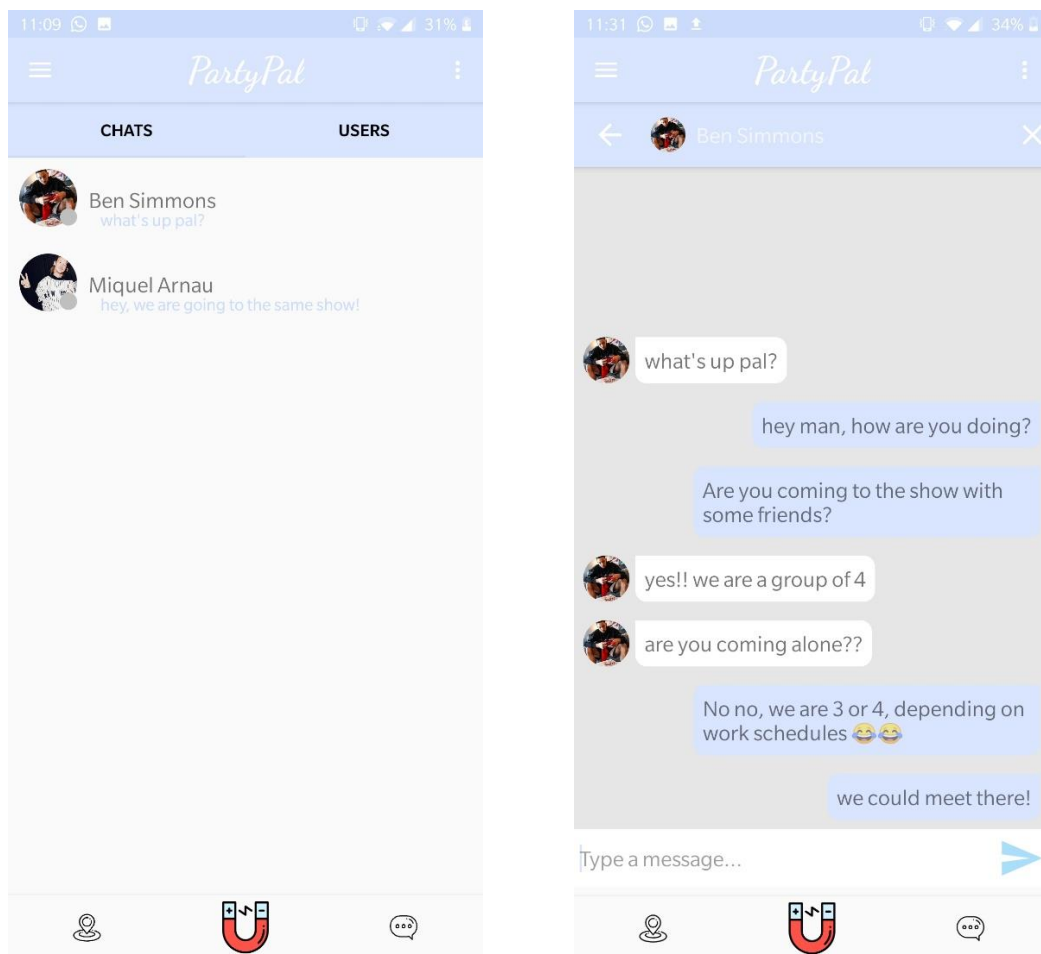 11:09
31%
PartyPal
CHATS
USERS
Ben Simmons
what's up pal?
Miquel Arnau
hey, we are going to the same show!
11:31
34%
PartyPal
Ben Simmons
what's up pal?
hey man, how are you doing?
Are you coming to the show with
some friends?
yes!! we are a group of 4
are you coming alone??
No no, we are 3 or 4, depending on
work schedules 😂😂
we could meet there!
Type a message...